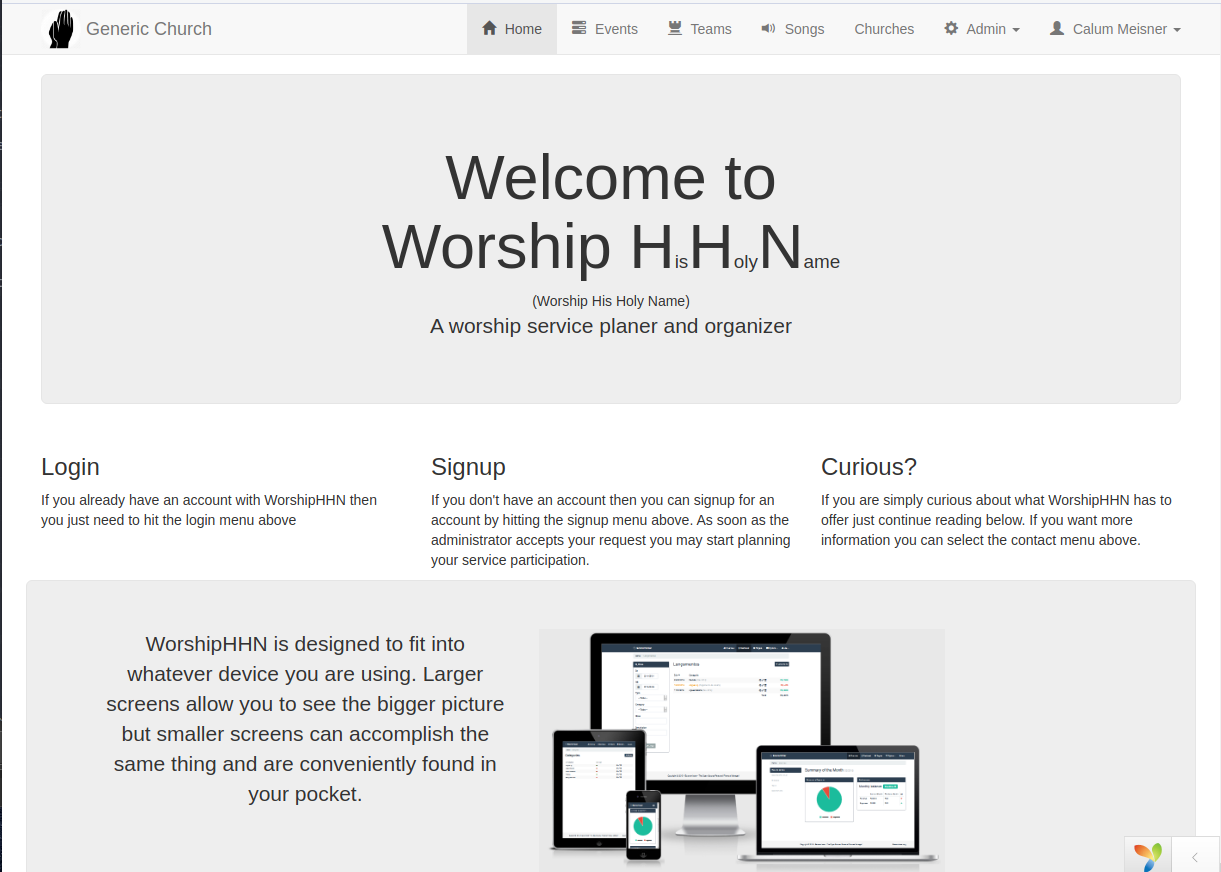 Generic Church
Home Events Teams Songs Churches Admin Calum Meisner
Welcome to
Worship HisHolyName
(Worship His Holy Name)
A worship service planer and organizer
Login
If you already have an account with WorshipHHN then
you just need to hit the login menu above
Signup
If you don't have an account then you can signup for an
account by hitting the signup menu above. As soon as the
administrator accepts your request you may start planning
your service participation.
Curious?
If you are simply curious about what WorshipHHN has to
offer just continue reading below. If you want more
information you can select the contact menu above.
WorshipHHN is designed to fit into
whatever device you are using. Larger
screens allow you to see the bigger picture
but smaller screens can accomplish the
same thing and are conveniently found in
your pocket.
Summary of the Month